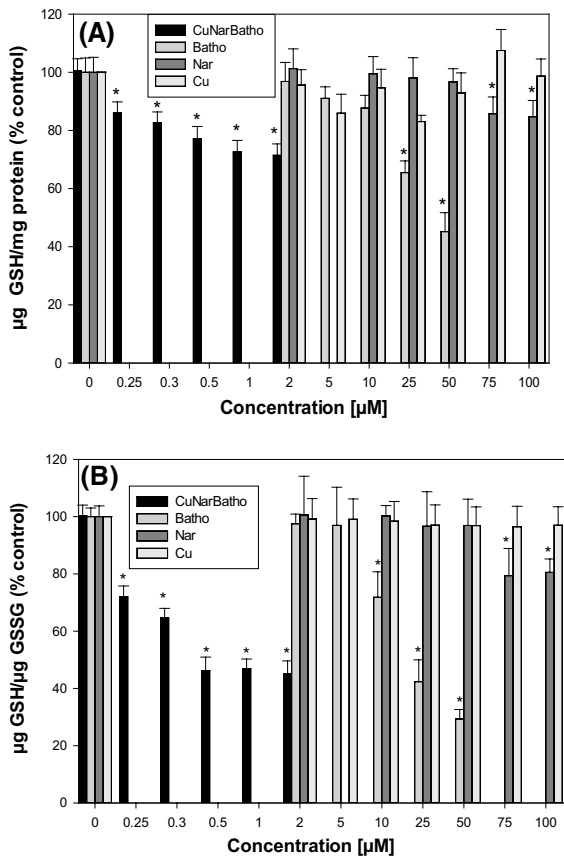 (A)
CuNarBatho
Batho
Nar
Cu
µg GSH/mg protein (% control)
120
100
80
60
40
20
0
* * * * * * * * *
0 0.25 0.3 0.5 1 2 5 10 25 50 75 100
Concentration [µM]
(B)
CuNarBatho
Batho
Nar
Cu
µg GSH/µg GSSG (% control)
120
100
80
60
40
20
0
* * * * * * * * * *
0 0.25 0.3 0.5 1 2 5 10 25 50 75 100
Concentration [µM]